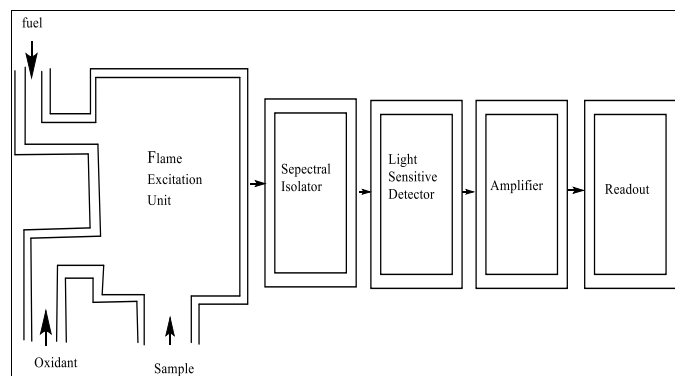 fuel
Flame
Excitation
Unit
Sepectral
Isolator
Light
Sensitive
Detector
Amplifier
Readout
Oxidant
Sample